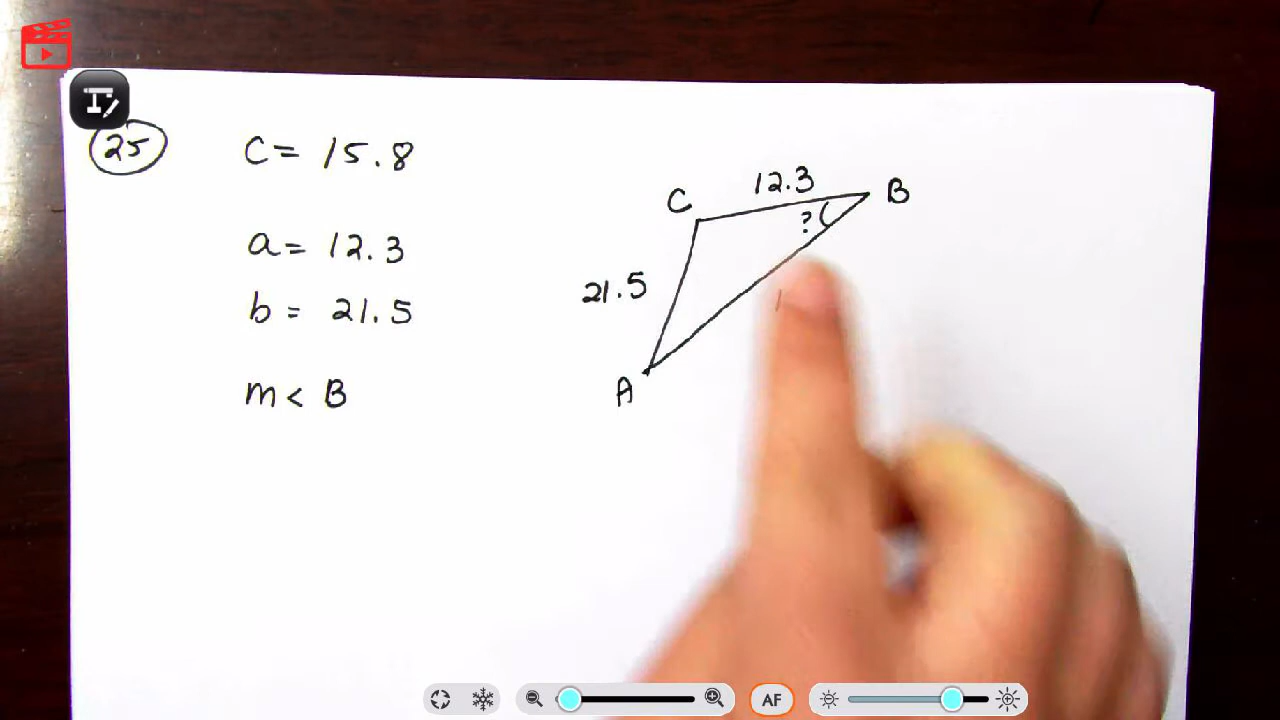 25
C = 15.8
a = 12.3
b = 21.5
m < B
C
12.3
B
?
21.5
A
AF